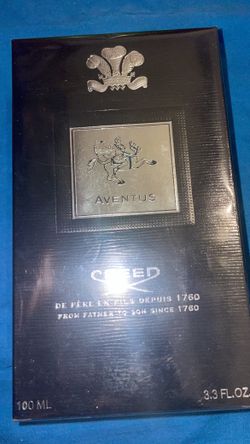 AVENTUS
CREED
DE PÈRE EN FILS DEPUIS 1760
FROM FATHER TO SON SINCE 1760
100 ML
3.3 FL.OZ.